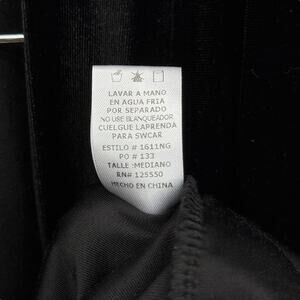 LAVAR A MANO
EN AGUA FRIA
POR SEPARADO
NO USE BLANQUEADOR
CUELGUE LAPRENDA
PARA SWCAR
ESTILO # 1611NG
PO # 133
TALLE :MEDIANO
RN# 125550
HECHO EN CHINA